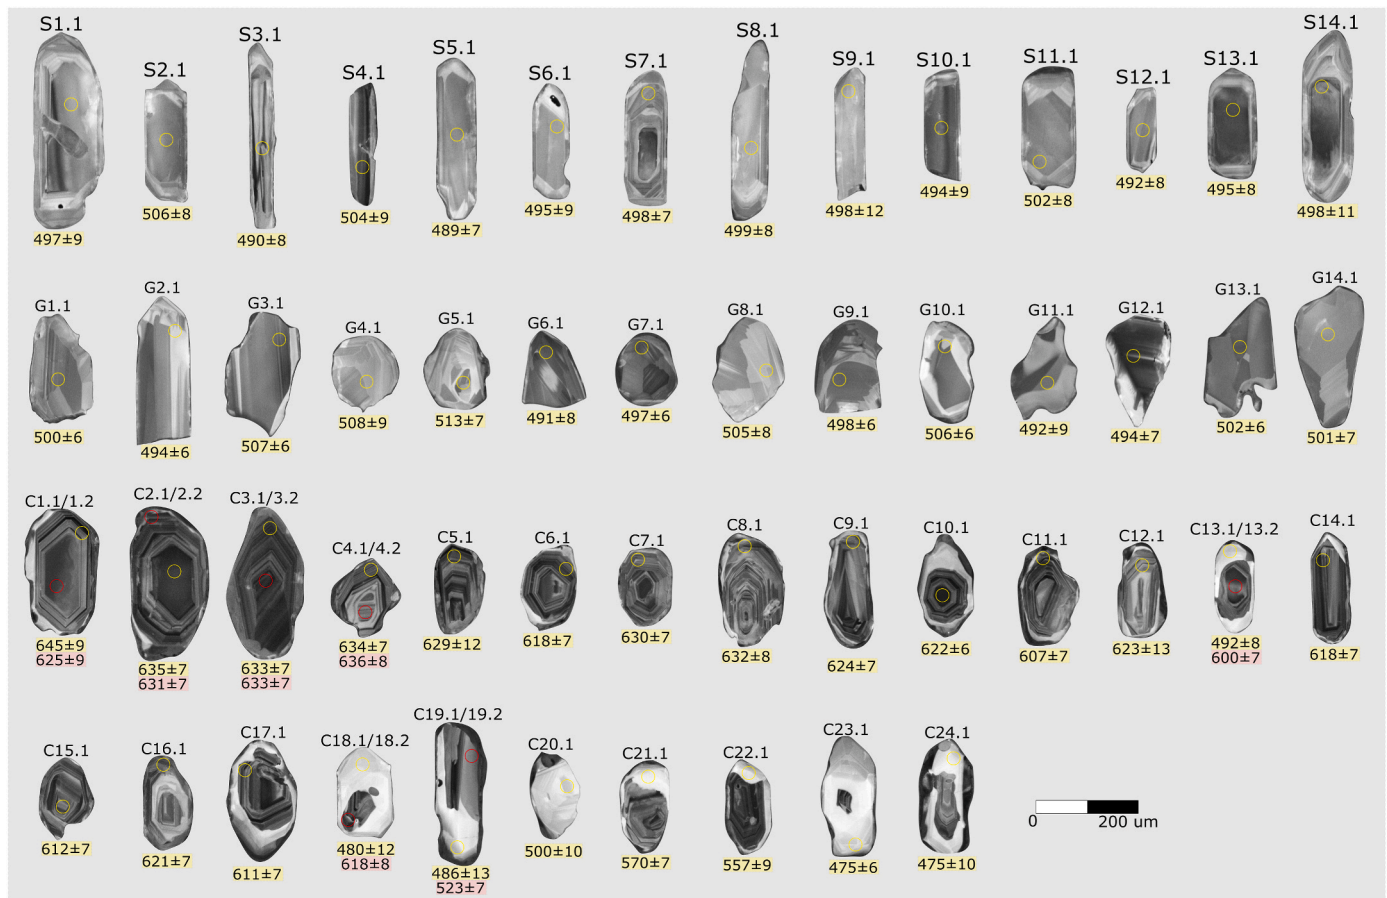 S1.1 S2.1 S3.1 S4.1 S5.1 S6.1 S7.1 S8.1 S9.1 S10.1 S11.1 S12.1 S13.1 S14.1
497±9 506±8 490±8 504±9 489±7 495±9 498±7 499±8 498±12 494±9 502±8 492±8 495±8 498±11
G1.1 G2.1 G3.1 G4.1 G5.1 G6.1 G7.1 G8.1 G9.1 G10.1 G11.1 G12.1 G13.1 G14.1
500±6 494±6 507±6 508±9 513±7 491±8 497±6 505±8 498±6 506±6 492±9 494±7 502±6 501±7
C1.1/1.2 C2.1/2.2 C3.1/3.2 C4.1/4.2 C5.1 C6.1 C7.1 C8.1 C9.1 C10.1 C11.1 C12.1 C13.1/13.2 C14.1
645±9 635±7 633±7 634±7 629±12 618±7 630±7 632±8 624±7 622±6 607±7 623±13 492±8 618±7
625±9 631±7 633±7 636±8 600±7
C15.1 C16.1 C17.1 C18.1/18.2 C19.1/19.2 C20.1 C21.1 C22.1 C23.1 C24.1
612±7 621±7 611±7 480±12 486±13 500±10 570±7 557±9 475±6 475±10
618±8 523±7
0 200 um